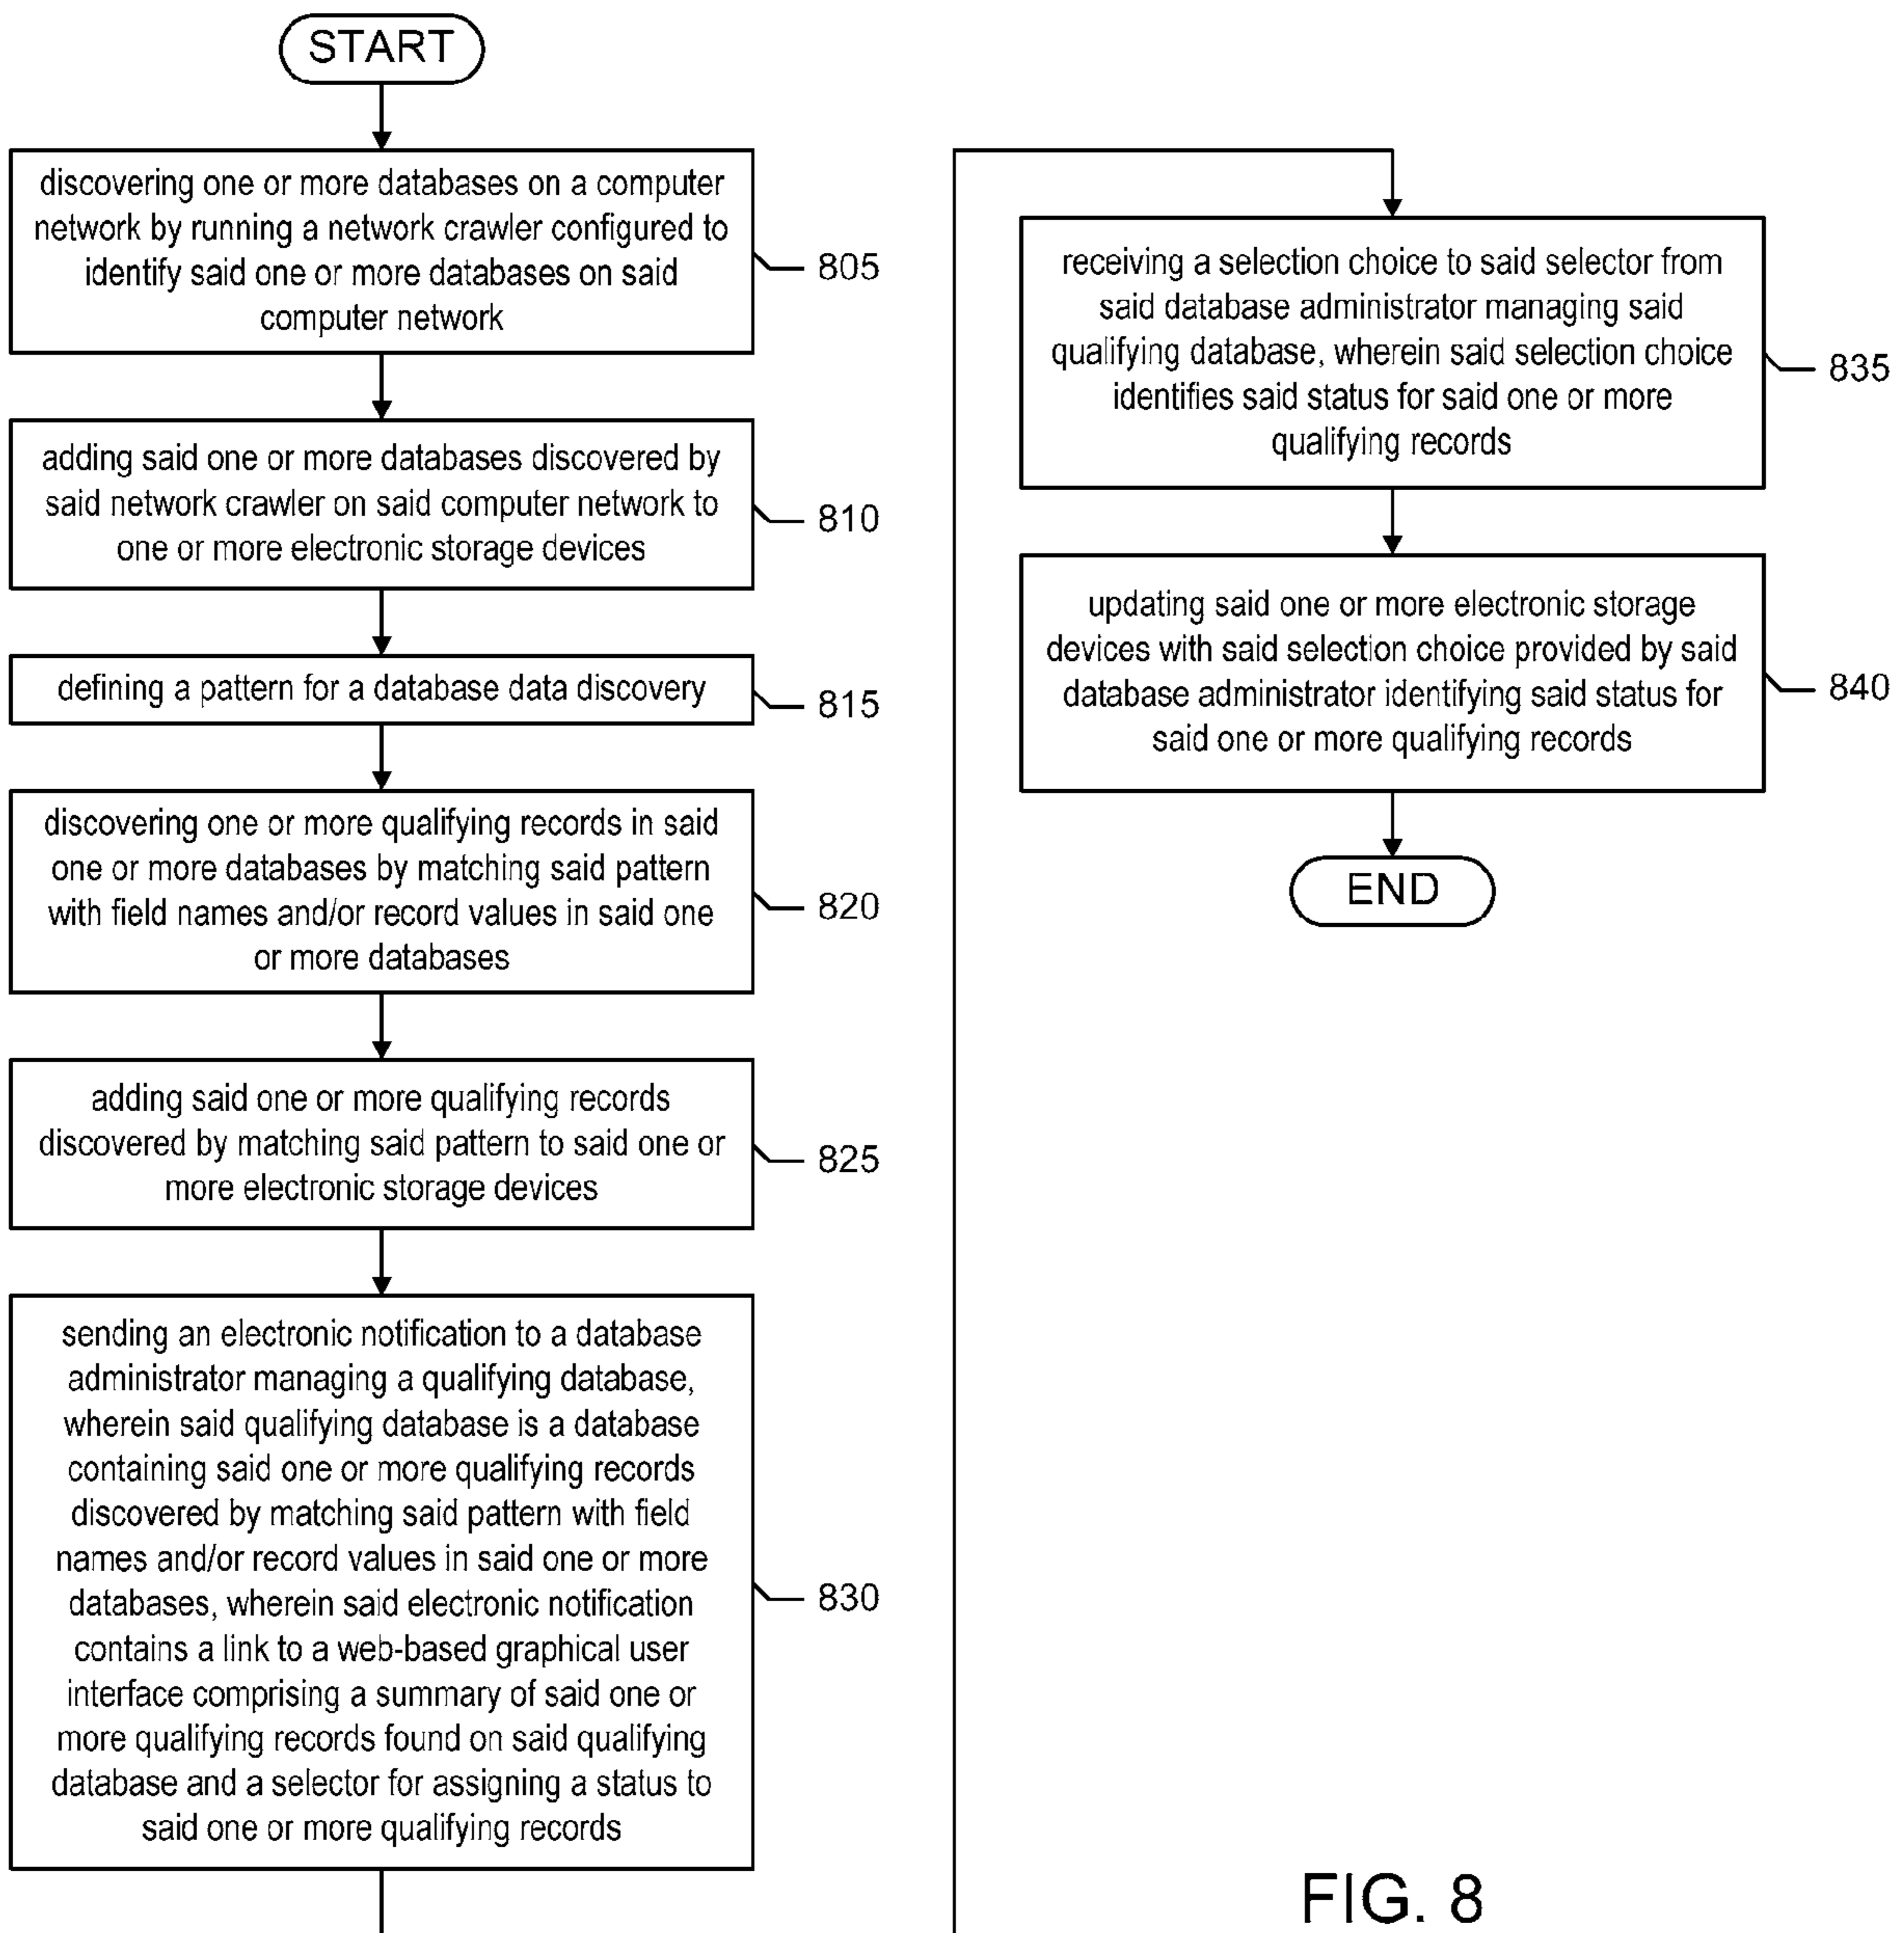 START
discovering one or more databases on a computer
network by running a network crawler configured to
identify said one or more databases on said
computer network
805
adding said one or more databases discovered by
said network crawler on said computer network to
one or more electronic storage devices
810
defining a pattern for a database data discovery
815
discovering one or more qualifying records in said
one or more databases by matching said pattern
with field names and/or record values in said one
or more databases
820
adding said one or more qualifying records
discovered by matching said pattern to said one or
more electronic storage devices
825
sending an electronic notification to a database
administrator managing a qualifying database,
wherein said qualifying database is a database
containing said one or more qualifying records
discovered by matching said pattern with field
names and/or record values in said one or more
databases, wherein said electronic notification
contains a link to a web-based graphical user
interface comprising a summary of said one or
more qualifying records found on said qualifying
database and a selector for assigning a status to
said one or more qualifying records
830
receiving a selection choice to said selector from
said database administrator managing said
qualifying database, wherein said selection choice
identifies said status for said one or more
qualifying records
835
updating said one or more electronic storage
devices with said selection choice provided by said
database administrator identifying said status for
said one or more qualifying records
840
END
FIG. 8